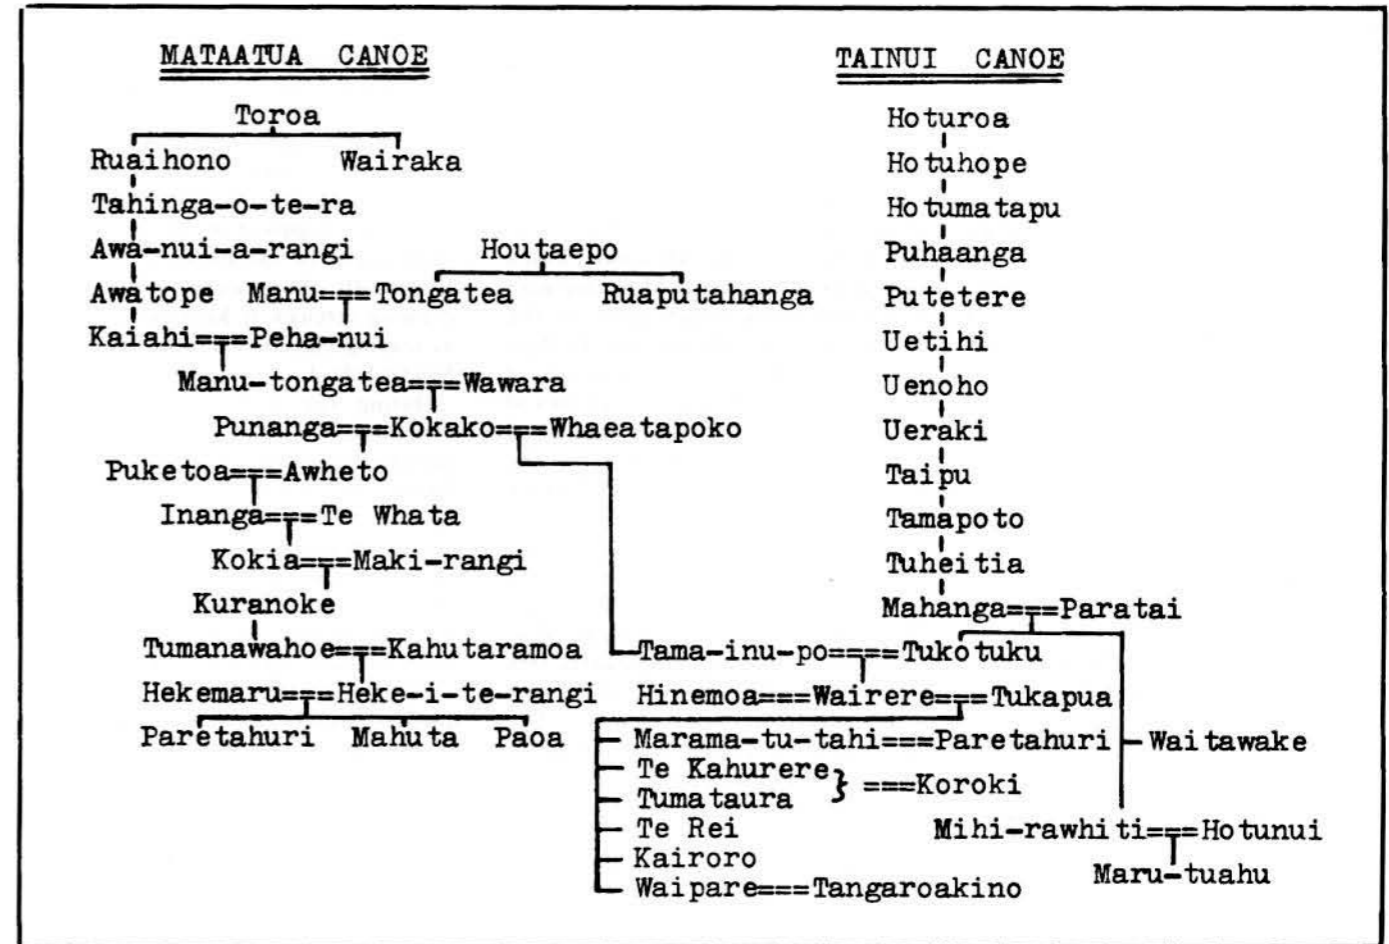 MATAATUA CANOE
TAINUI CANOE
Toroa
Ruaihono Wairaka
Tahinga-o-te-ra
Awa-nui-a-rangi
Houtaepo
Awatope Manu===Tongatea Ruaputahanga
Kaiahi===Peha-nui
Manu-tongatea===Wawara
Punanga===Kokako===Whaeatapoko
Puketoa===Awheto
Inanga===Te Whata
Kokia===Maki-rangi
Kuranoke
Tumanawahoe===Kahutaramoa
Hekemaru===Heke-i-te-rangi
Paretahuri Mahuta Paoa
Hoturoa
Hotuhope
Hotumatapu
Puhaanga
Putetere
Uetihi
Uenoho
Ueraki
Taipu
Tamapoto
Tuheitia
Mahanga===Paratai
Tama-inu-po====Tukotuku
Hinemoa===Wairere===Tukapua
Marama-tu-tahi===Paretahuri
Waitawake
Te Kahurere
Tumataura } ===Koroki
Te Rei
Mihi-rawhiti===Hotunui
Kairoro
Maru-tuahu
Waipare===Tangaroakino